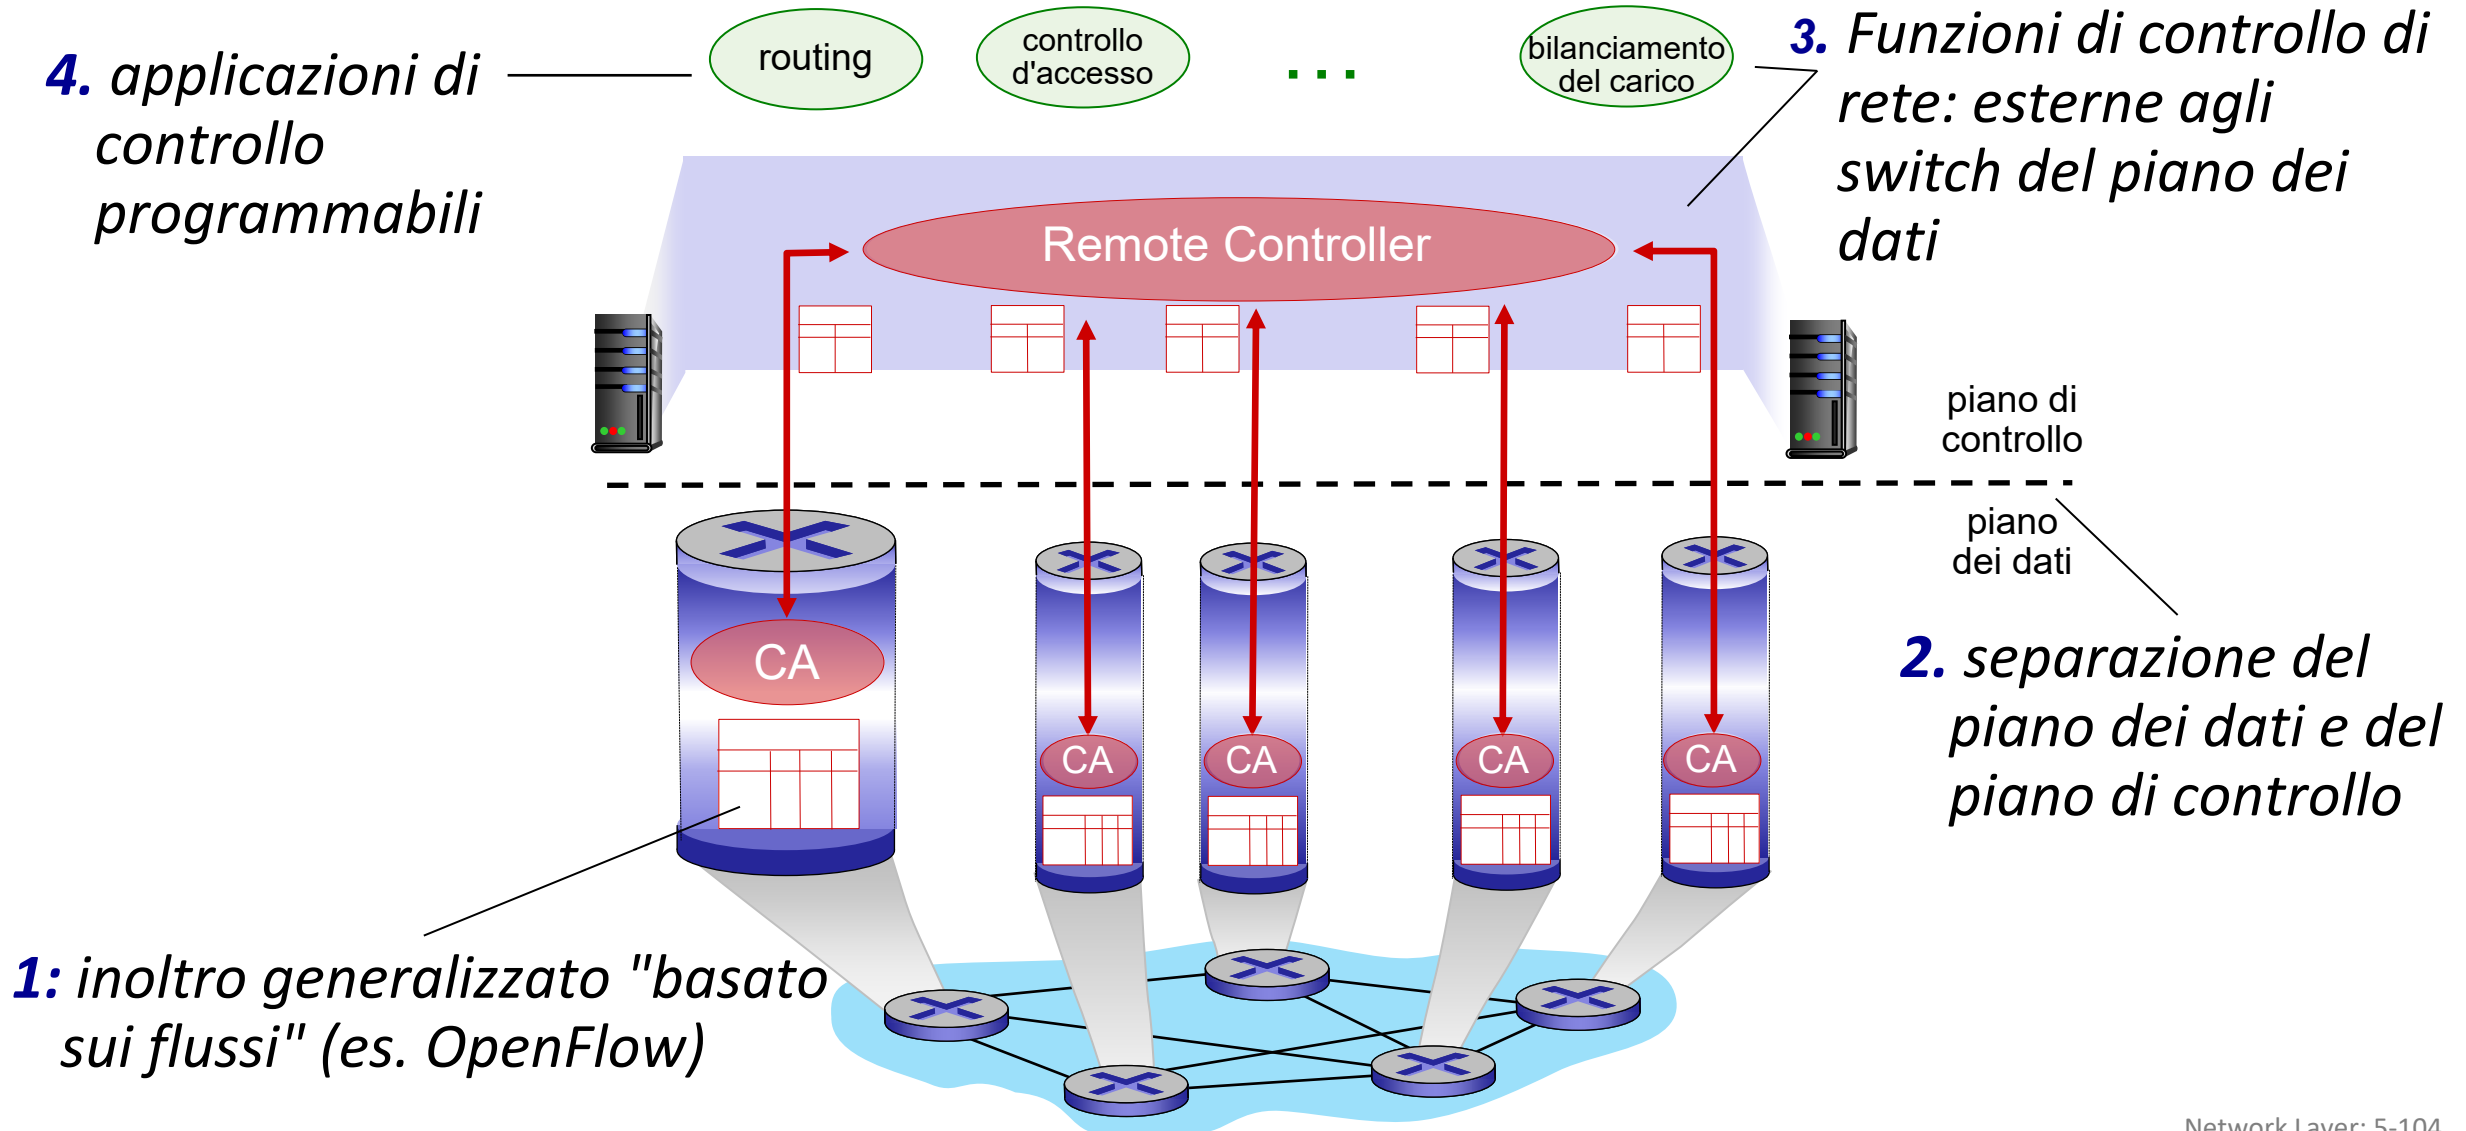 4. applicazioni di
controllo
programmabili
routing
controllo
d'accesso
...
bilanciamento
del carico
3. Funzioni di controllo di
rete: esterne agli
switch del piano dei
dati
Remote Controller
piano di
controllo
piano
dei dati
CA
CA
CA
CA
CA
2. separazione del
piano dei dati e del
piano di controllo
1: inoltro generalizzato "basato
sui flussi" (es. OpenFlow)
Network Layer: 5-104